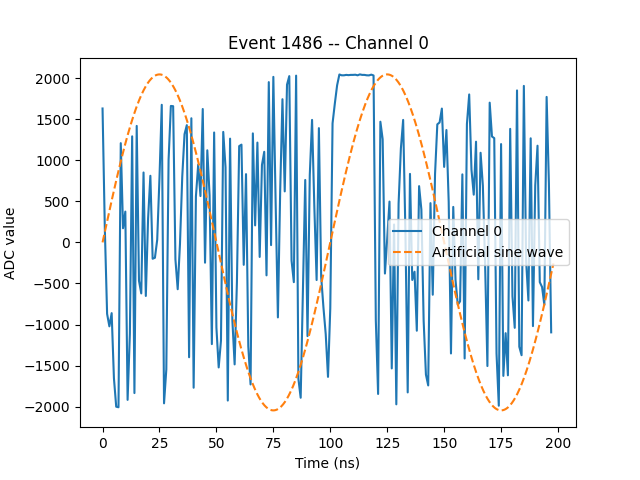 Event 1486 -- Channel 0
ADC value
2000
1500
1000
500
0
−500
−1000
−1500
−2000
Channel 0
Artificial sine wave
0 25 50 75 100 125 150 175 200
Time (ns)